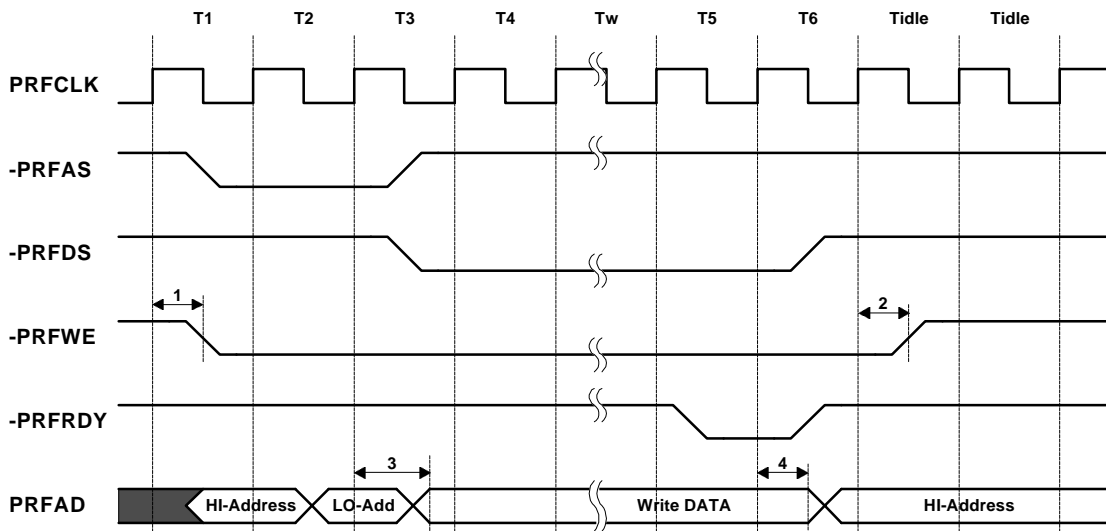 T1 T2 T3 T4 Tw T5 T6 Tidle Tidle
PRFCLK
-PRFAS
-PRFDS
1 2
-PRFWE
-PRFRDY
3 4
PRFAD HI-Address LO-Add Write DATA HI-Address